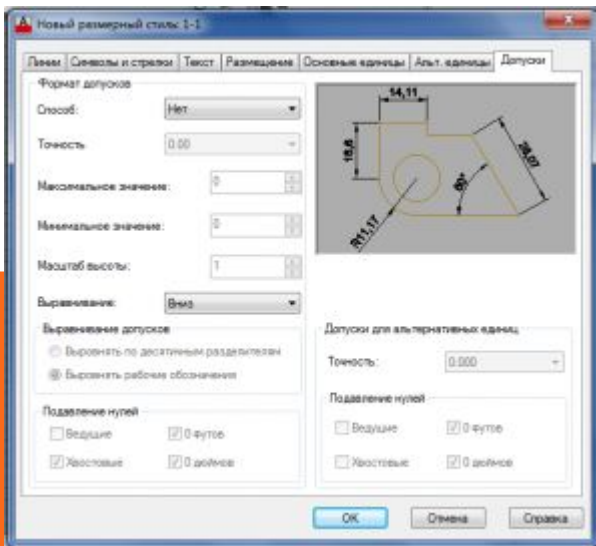 Новый размерный стиль: 1-1
Линии Символы и стрелки Текст Размещение Основные единицы Альт. единицы Допуски
Формат допусков
Способ: Нет
Точность 0.00
Максимальное значение: 0
Минимальное значение: 0
Масштаб высоты: 1
Выравнивание: Вниз
Выравнивание допусков
Выровнять по десятичным разделителям
Выровнять рабочие обозначения
Подавление нулей
Ведущие 0 футов
Хвостовые 0 дюймов
14,11
16,6
28,07
60°
R11,17
Допуски для альтернативных единиц
Точность: 0.000
Подавление нулей
Ведущие 0 футов
Хвостовые 0 дюймов
OK Отмена Справка